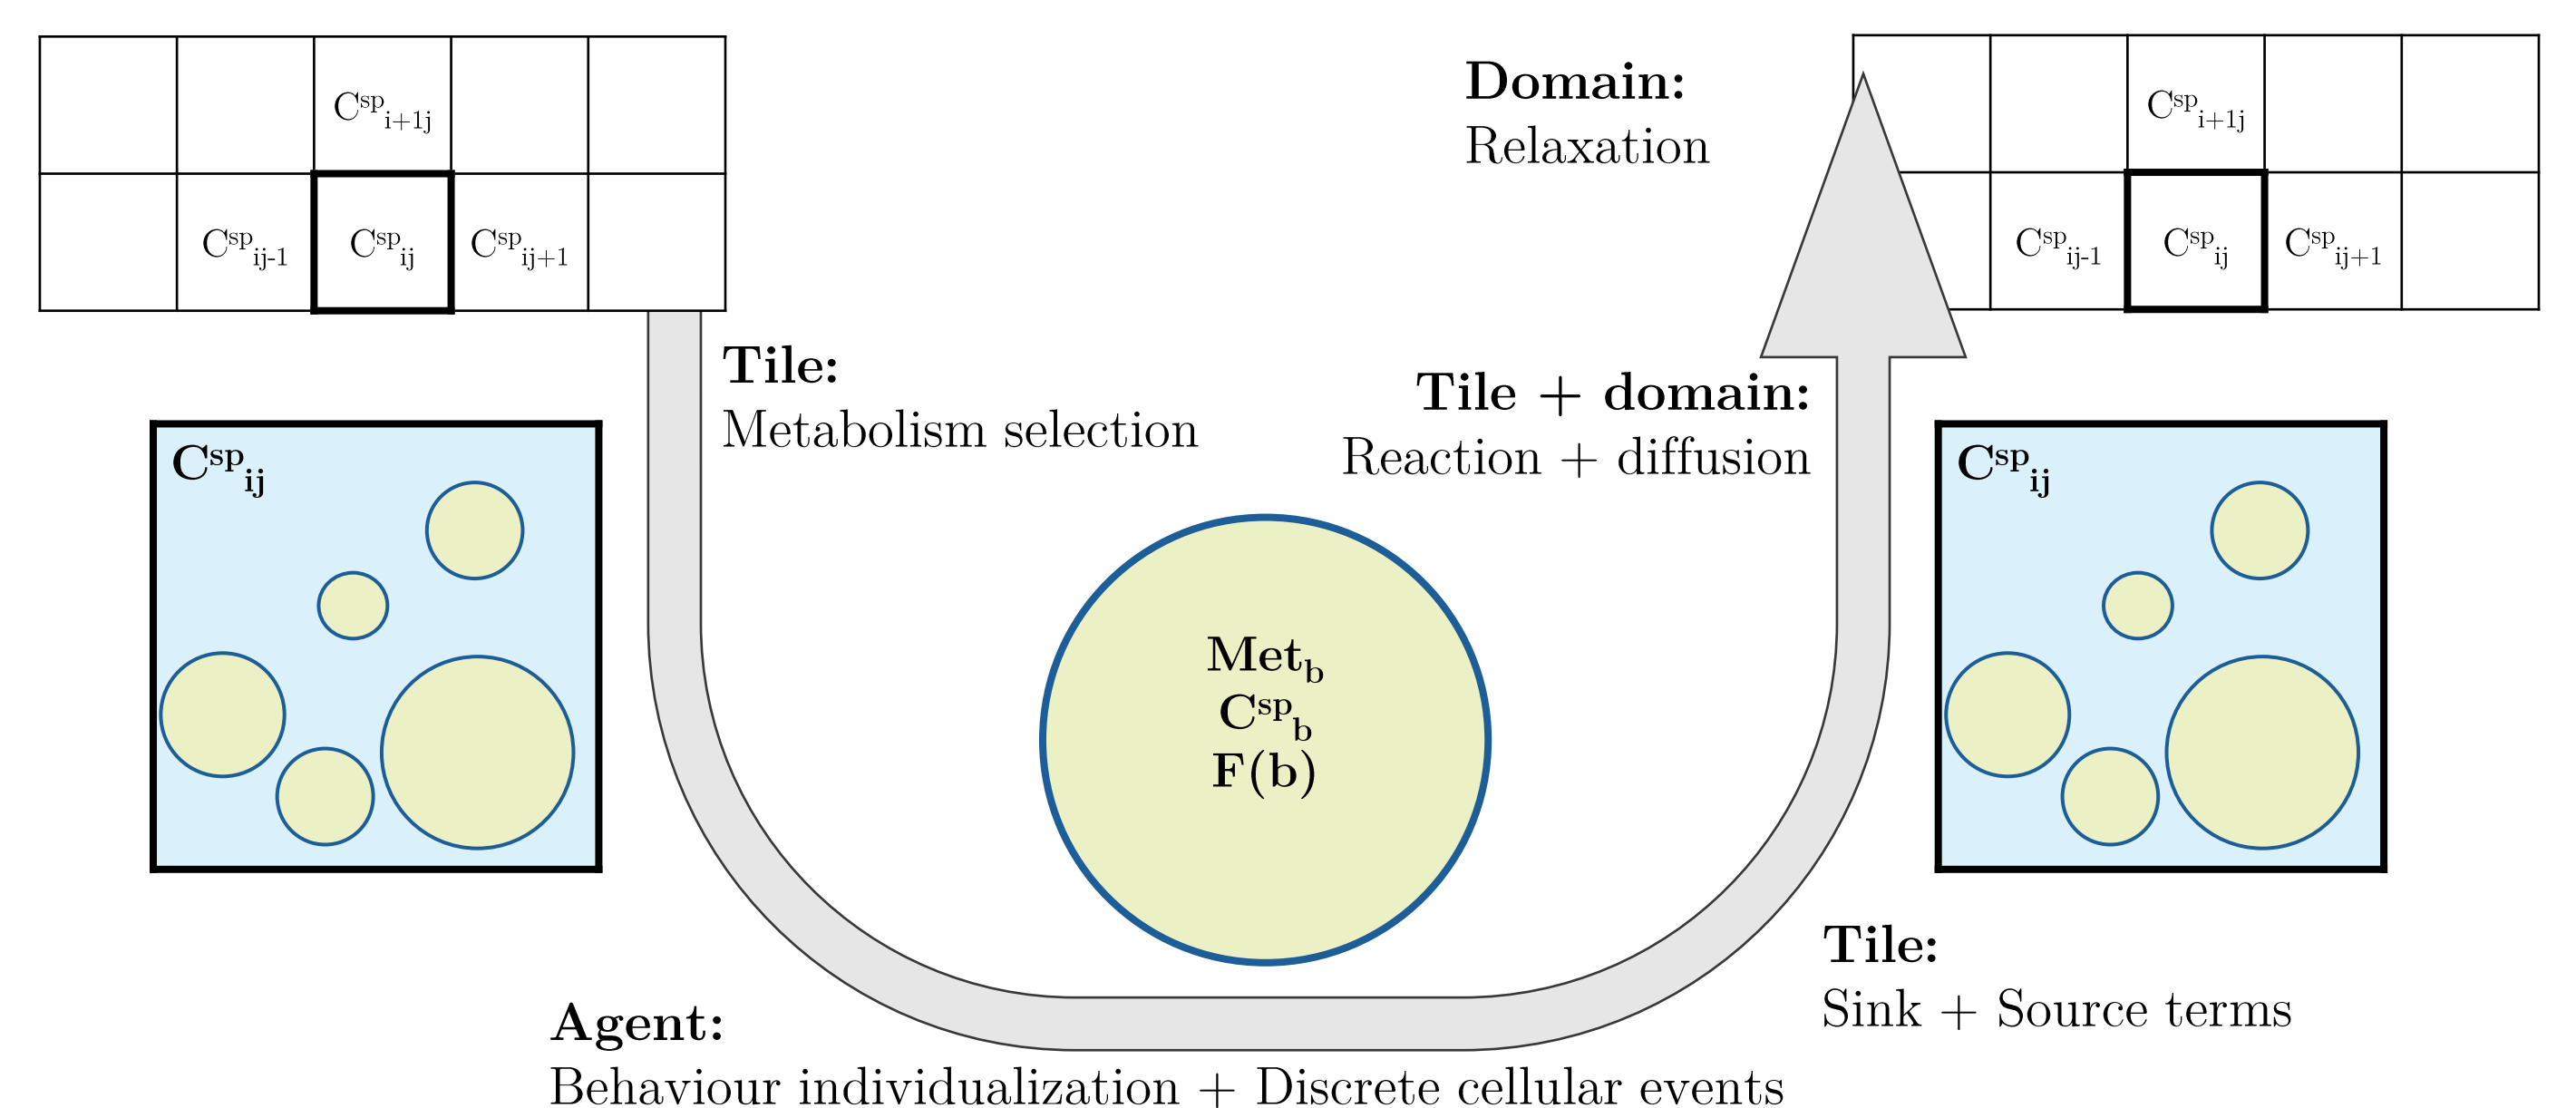 C^sp_i+1j
C^sp_ij-1 C^sp_ij C^sp_ij+1
Tile:
Metabolism selection
C^sp_ij
Agent:
Behaviour individualization + Discrete cellular events
Met_b
C^sp_b
F(b)
Tile:
Sink + Source terms
C^sp_ij
Tile + domain:
Reaction + diffusion
Domain:
Relaxation
C^sp_i+1j
C^sp_ij-1 C^sp_ij C^sp_ij+1